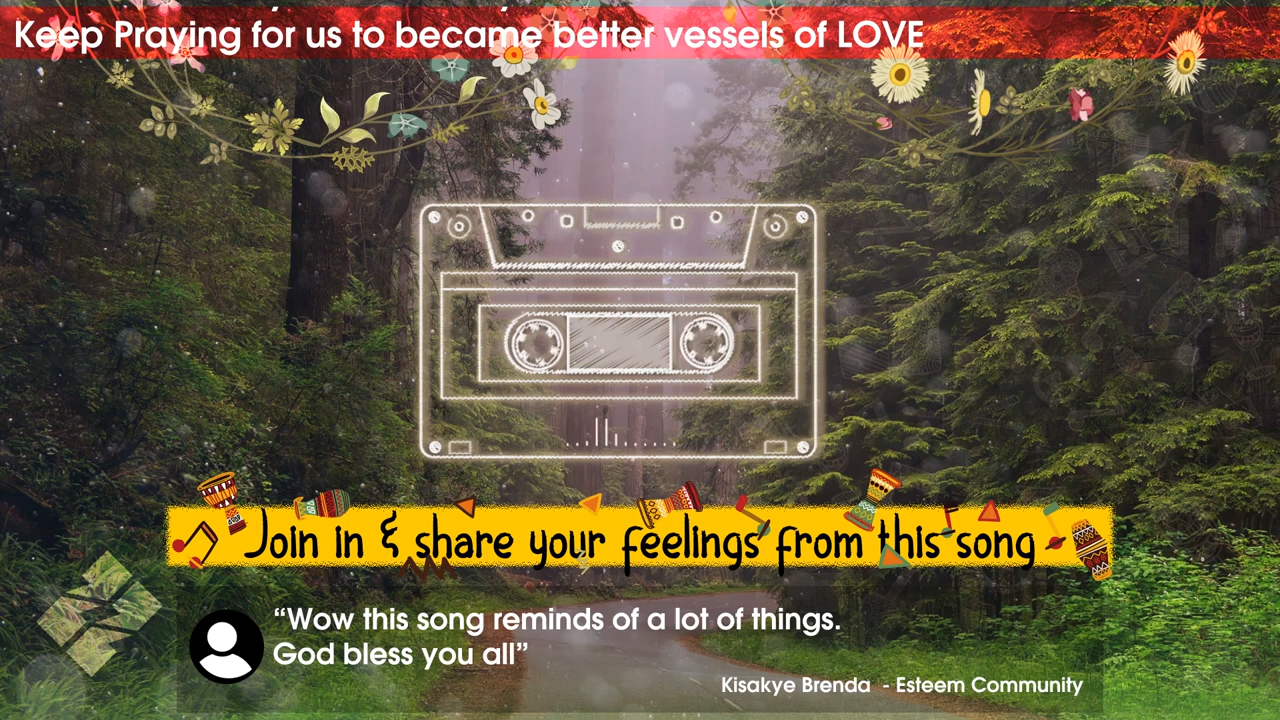 Keep Praying for us to became better vessels of LOVE
Join in & share your feelings from this song
“Wow this song reminds of a lot of things.
God bless you all”
Kisakye Brenda - Esteem Community